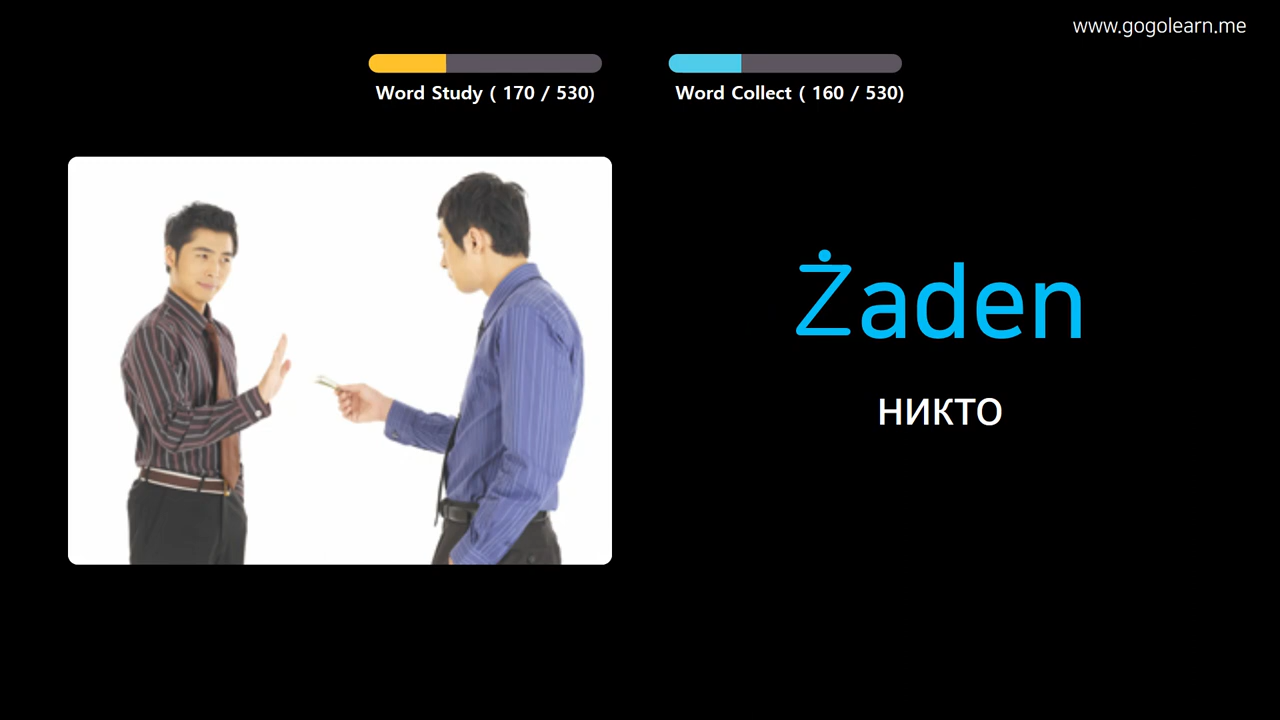 www.gogolearn.me
Word Study ( 170 / 530)
Word Collect ( 160 / 530)
Żaden
никто